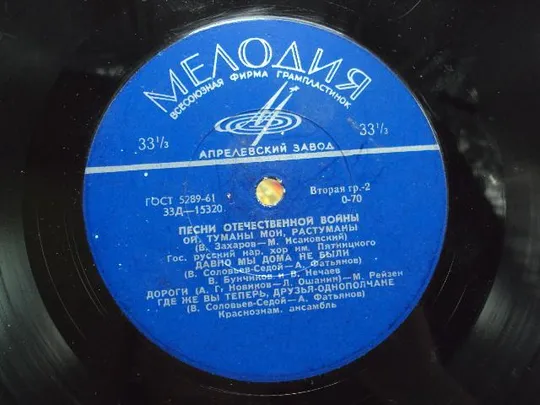 МЕЛОДИЯ
ВСЕСОЮЗНАЯ ФИРМА ГРАМПЛАСТИНОК
33⅓ 33⅓
АПРЕЛЕВСКИЙ ЗАВОД
ГОСТ 5289-61 Вторая гр.-2
33Д—15320 0-70
ПЕСНИ ОТЕЧЕСТВЕННОЙ ВОЙНЫ
ОЙ, ТУМАНЫ МОИ, РАСТУМАНЫ
(В. Захаров—М. Исаковский)
Гос. русский нар. хор им. Пятницкого
ДАВНО МЫ ДОМА НЕ БЫЛИ
(В. Соловьев-Седой—А. Фатьянов)
В. Бунчиков и В. Нечаев
ДОРОГИ (А. Г. Новиков—Л. Ошанин)—М. Рейзен
ГДЕ ЖЕ ВЫ ТЕПЕРЬ, ДРУЗЬЯ-ОДНОПОЛЧАНЕ
(В. Соловьев-Седой—А. Фатьянов)
Краснознам. ансамбль